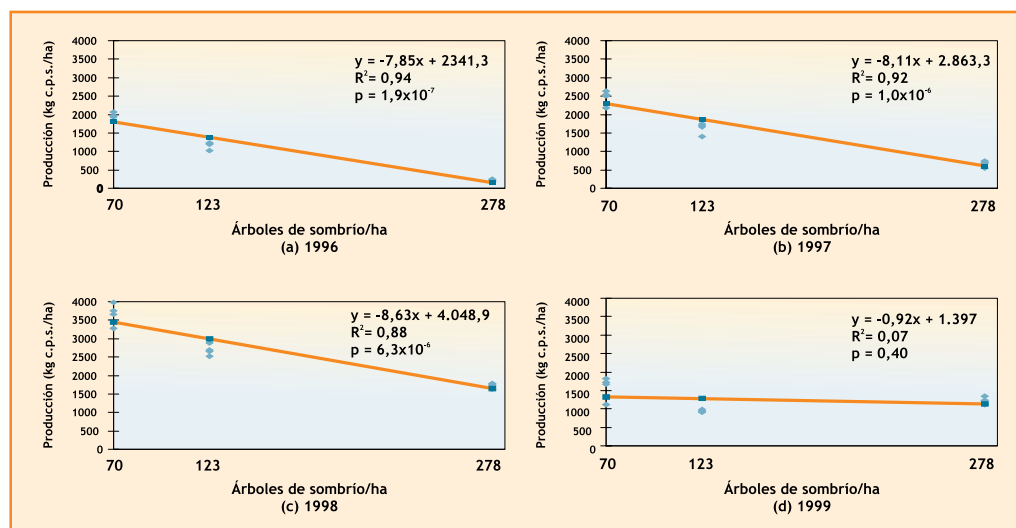 Producción (kg c.p.s./ha)
4000
3500
3000
2500
2000
1500
1000
500
0
y = -7,85x + 2341,3
R² = 0,94
p = 1,9x10⁻⁷
70 123 278
Árboles de sombrío/ha
(a) 1996
Producción (kg c.p.s./ha)
4000
3500
3000
2500
2000
1500
1000
500
0
y = -8,11x + 2.863,3
R² = 0,92
p = 1,0x10⁻⁶
70 123 278
Árboles de sombrío/ha
(b) 1997
Producción (kg c.p.s./ha)
4000
3500
3000
2500
2000
1500
1000
500
0
y = -8,63x + 4.048,9
R² = 0,88
p = 6,3x10⁻⁶
70 123 278
Árboles de sombrío/ha
(c) 1998
Producción (kg c.p.s./ha)
4000
3500
3000
2500
2000
1500
1000
500
0
y = -0,92x + 1.397
R² = 0,07
p = 0,40
70 123 278
Árboles de sombrío/ha
(d) 1999